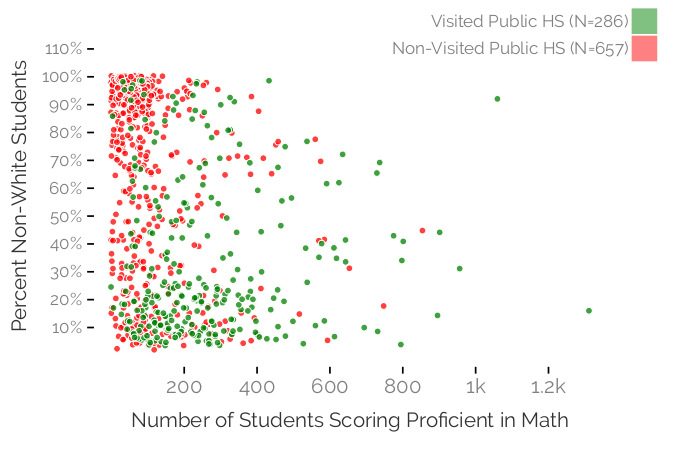 Visited Public HS (N=286)
Non-Visited Public HS (N=657)
Percent Non-White Students
110%
100%
90%
80%
70%
60%
50%
40%
30%
20%
10%
200 400 600 800 1k 1.2k
Number of Students Scoring Proficient in Math